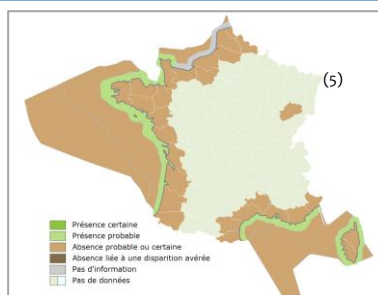 (5)
Présence certaine
Présence probable
Absence probable ou certaine
Absence liée à une disparition avérée
Pas d'information
Pas de données